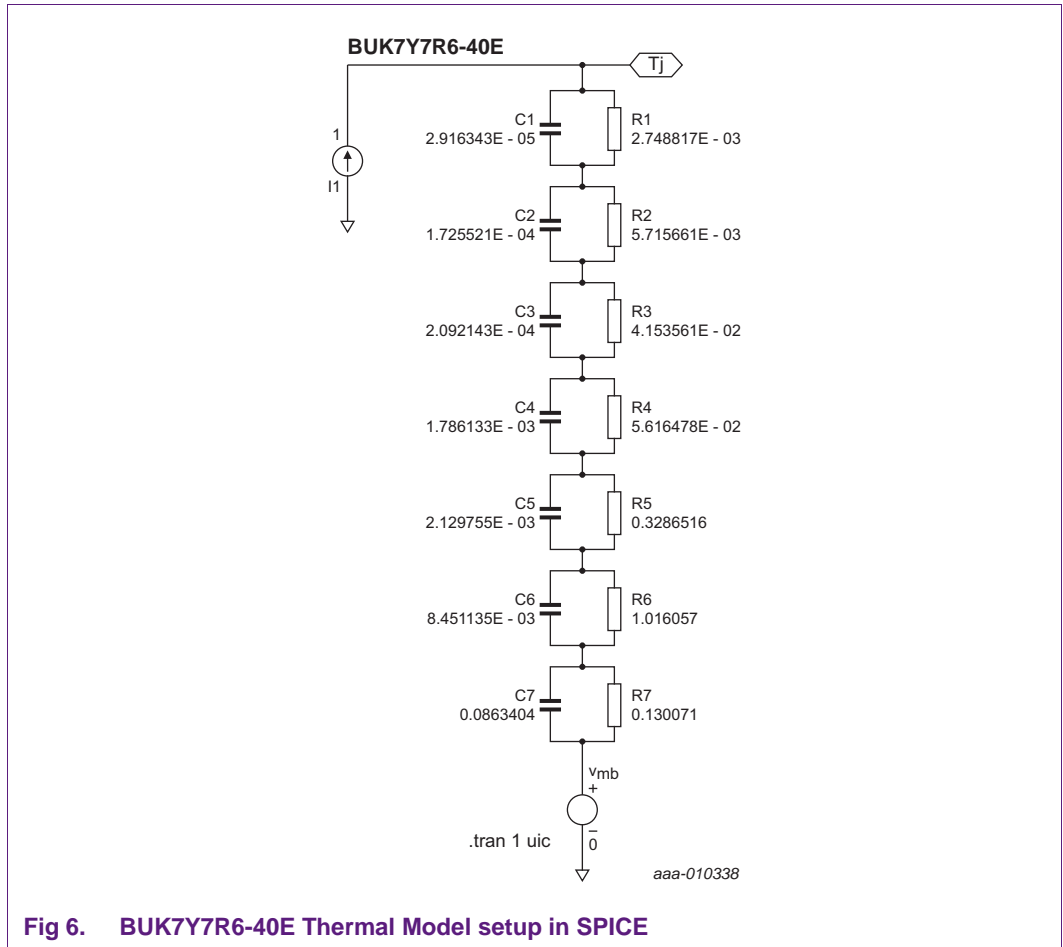 BUK7Y7R6-40E
Tj
1
I1
C1
2.916343E - 05
R1
2.748817E - 03
C2
1.725521E - 04
R2
5.715661E - 03
C3
2.092143E - 04
R3
4.153561E - 02
C4
1.786133E - 03
R4
5.616478E - 02
C5
2.129755E - 03
R5
0.3286516
C6
8.451135E - 03
R6
1.016057
C7
0.0863404
R7
0.130071
vmb
+
–
.tran 1 uic
0
aaa-010338
Fig 6. BUK7Y7R6-40E Thermal Model setup in SPICE